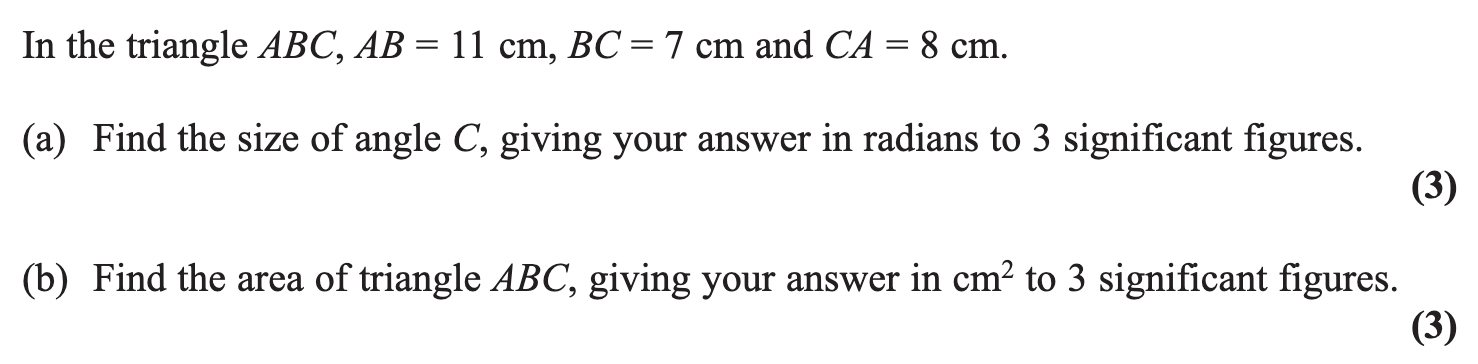 In the triangle ABC, AB = 11 cm, BC = 7 cm and CA = 8 cm.
(a) Find the size of angle C, giving your answer in radians to 3 significant figures.
(3)
(b) Find the area of triangle ABC, giving your answer in cm² to 3 significant figures.
(3)